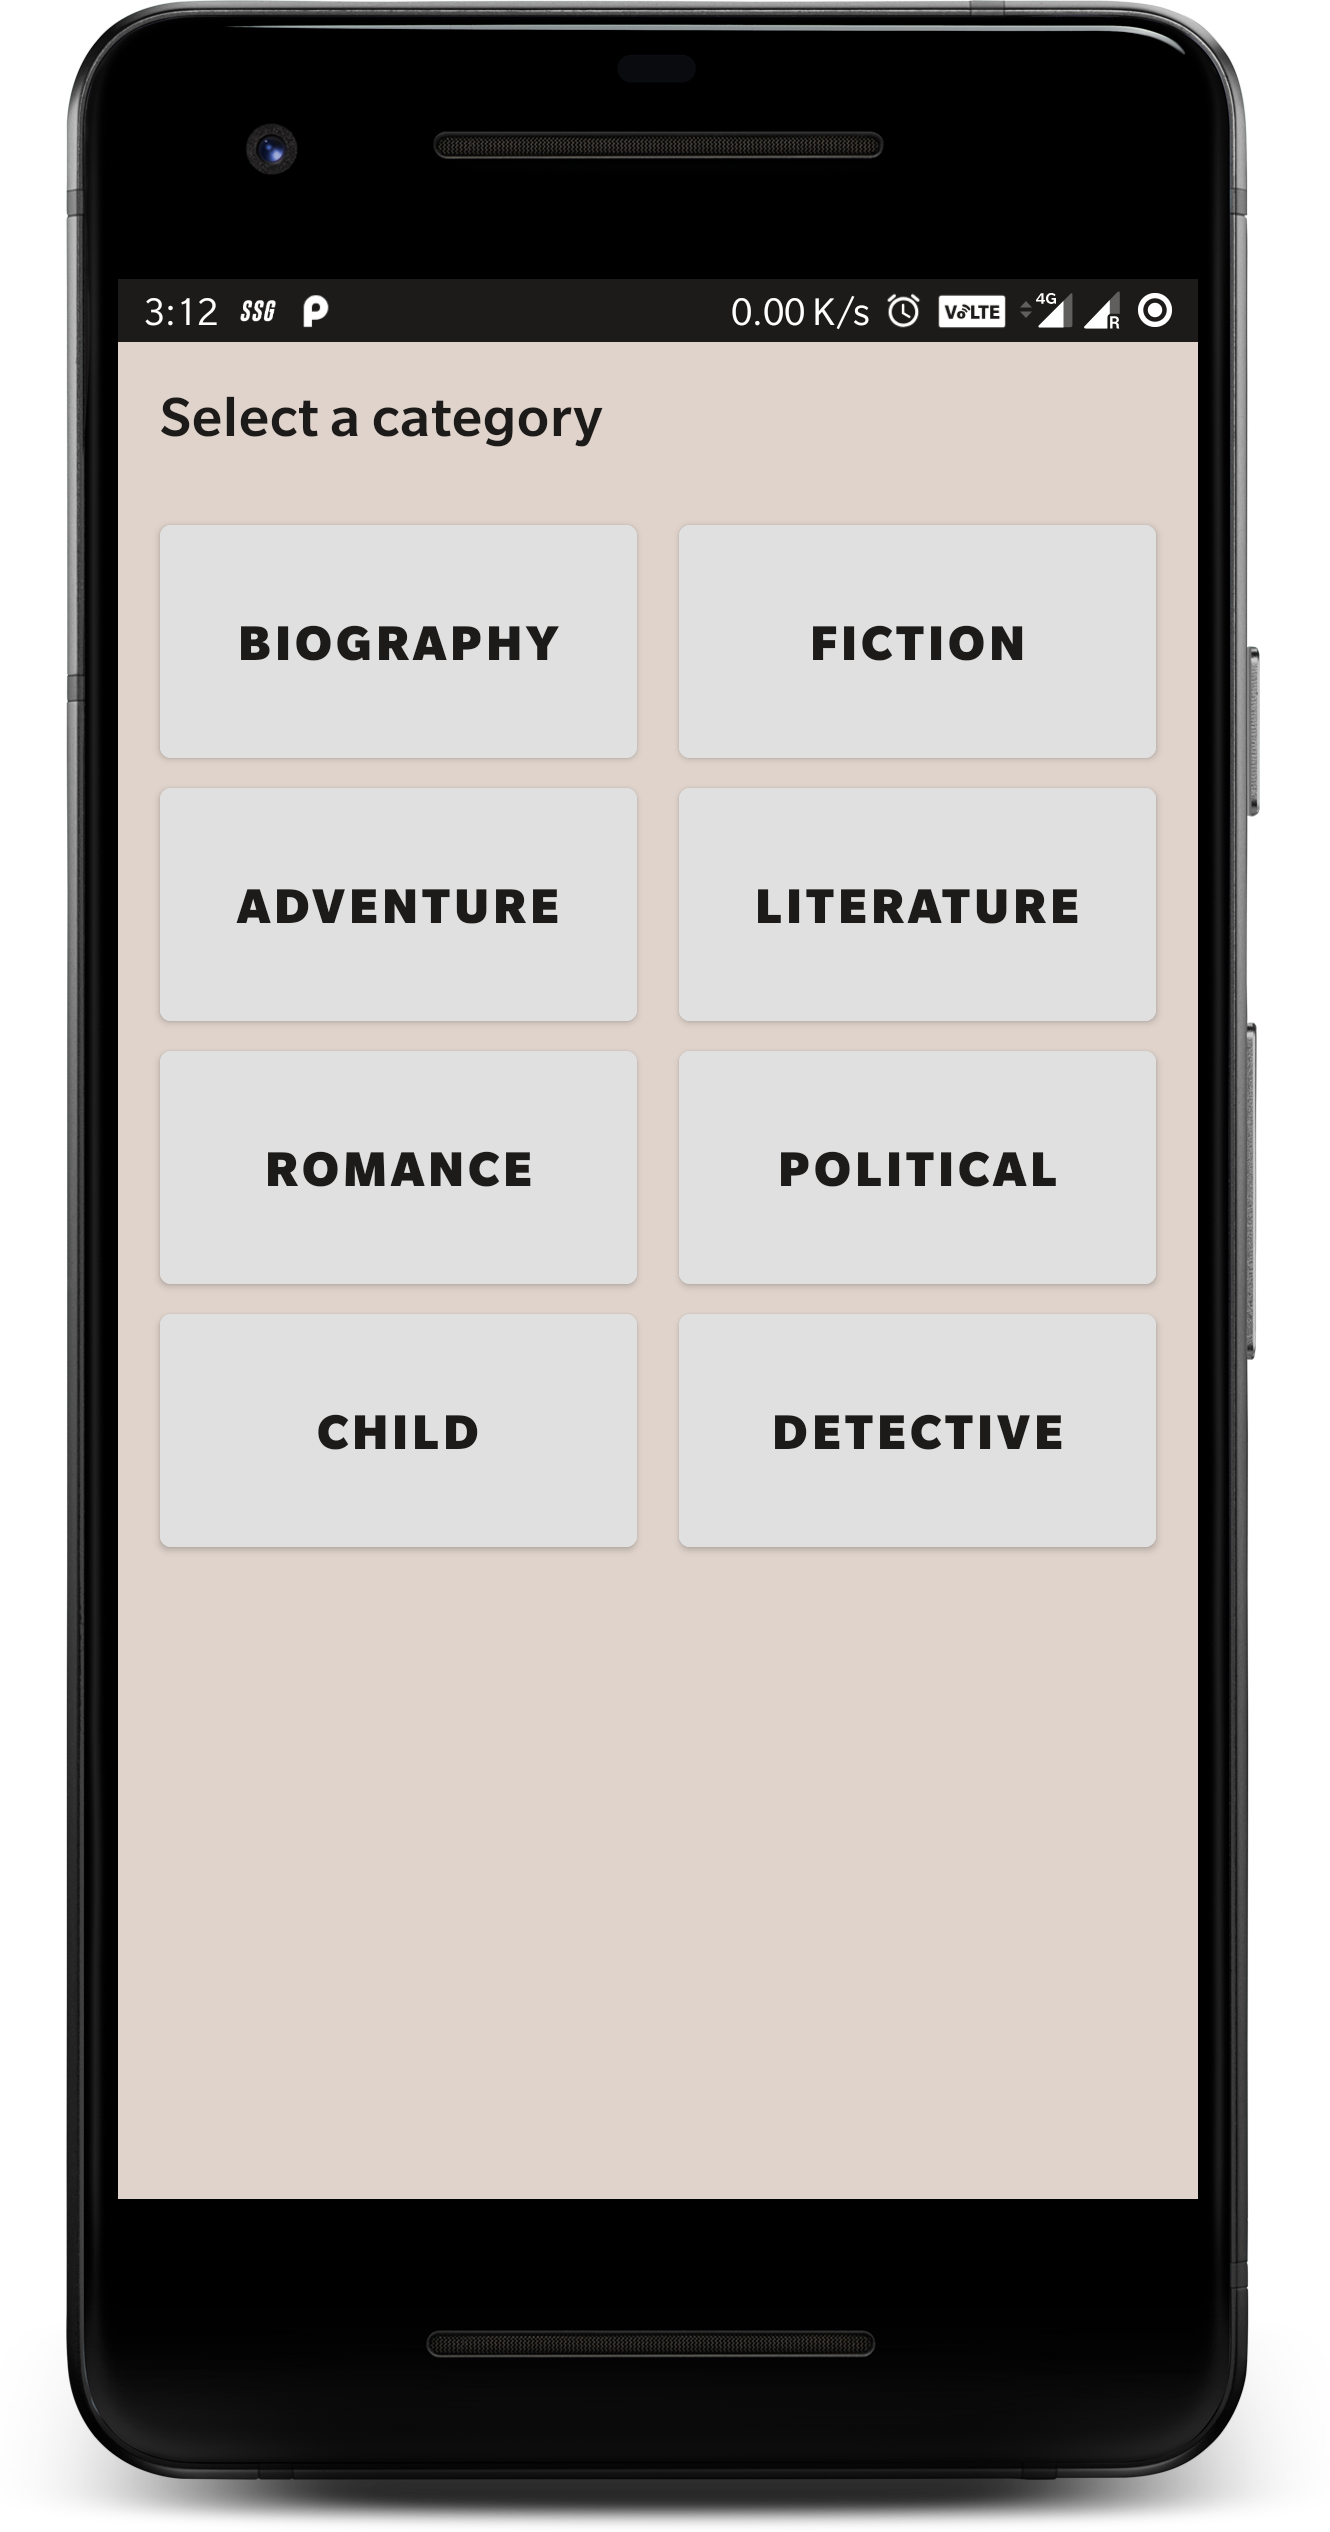 3:12 SSG 0.00 K/s VoLTE 4G R
Select a category
BIOGRAPHY FICTION
ADVENTURE LITERATURE
ROMANCE POLITICAL
CHILD DETECTIVE